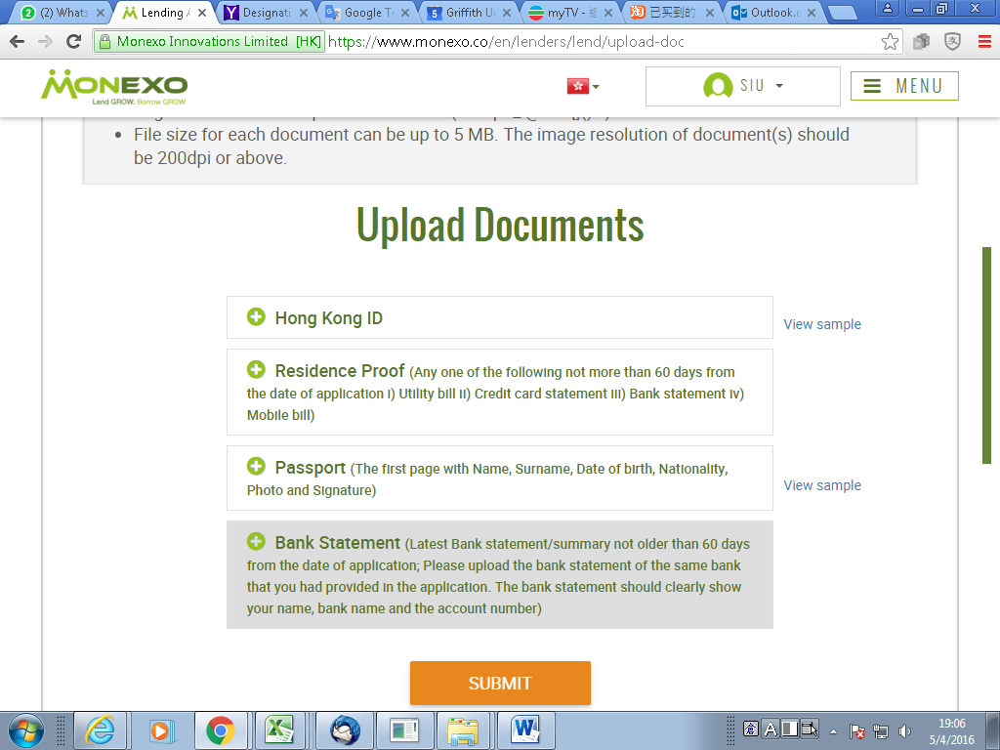 (2) Whats
Lending /
Designati
Google Tr
Griffith Un
myTV -
已买到的
Outlook.c
Monexo Innovations Limited [HK] https://www.monexo.co/en/lenders/lend/upload-doc
MONEXO
Lend GROW. Borrow GROW
SIU
MENU
File size for each document can be up to 5 MB. The image resolution of document(s) should
be 200dpi or above.
Upload Documents
Hong Kong ID
View sample
Residence Proof (Any one of the following not more than 60 days from
the date of application i) Utility bill ii) Credit card statement iii) Bank statement iv)
Mobile bill)
Passport (The first page with Name, Surname, Date of birth, Nationality,
Photo and Signature)
View sample
Bank Statement (Latest Bank statement/summary not older than 60 days
from the date of application; Please upload the bank statement of the same bank
that you had provided in the application. The bank statement should clearly show
your name, bank name and the account number)
SUBMIT
19:06
5/4/2016